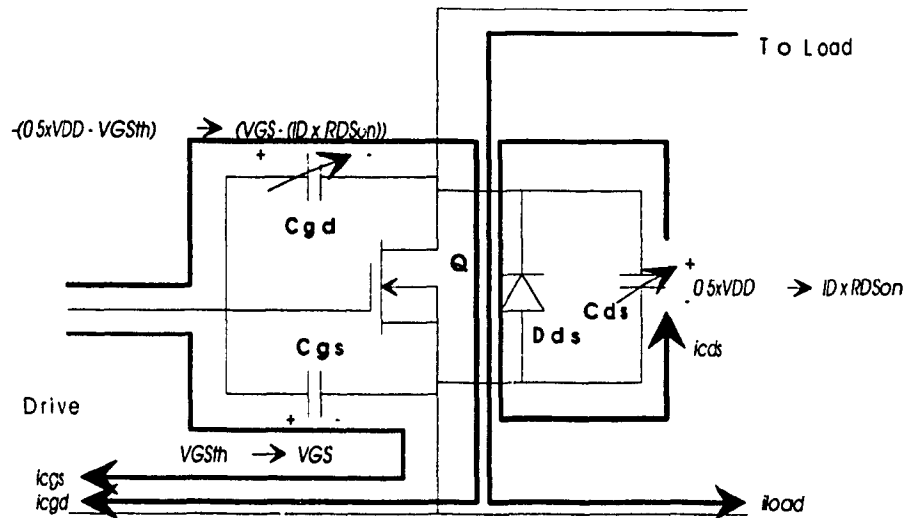 To Load
-(0 5xVDD - VGSth) → (VGS - (ID x RDSon))
+ -
Cgd
Q
+
0 5xVDD → ID x RDSon
-
Cds
Dds
icds
Cgs
+ -
Drive
VGSth → VGS
icgs
icgd
iload